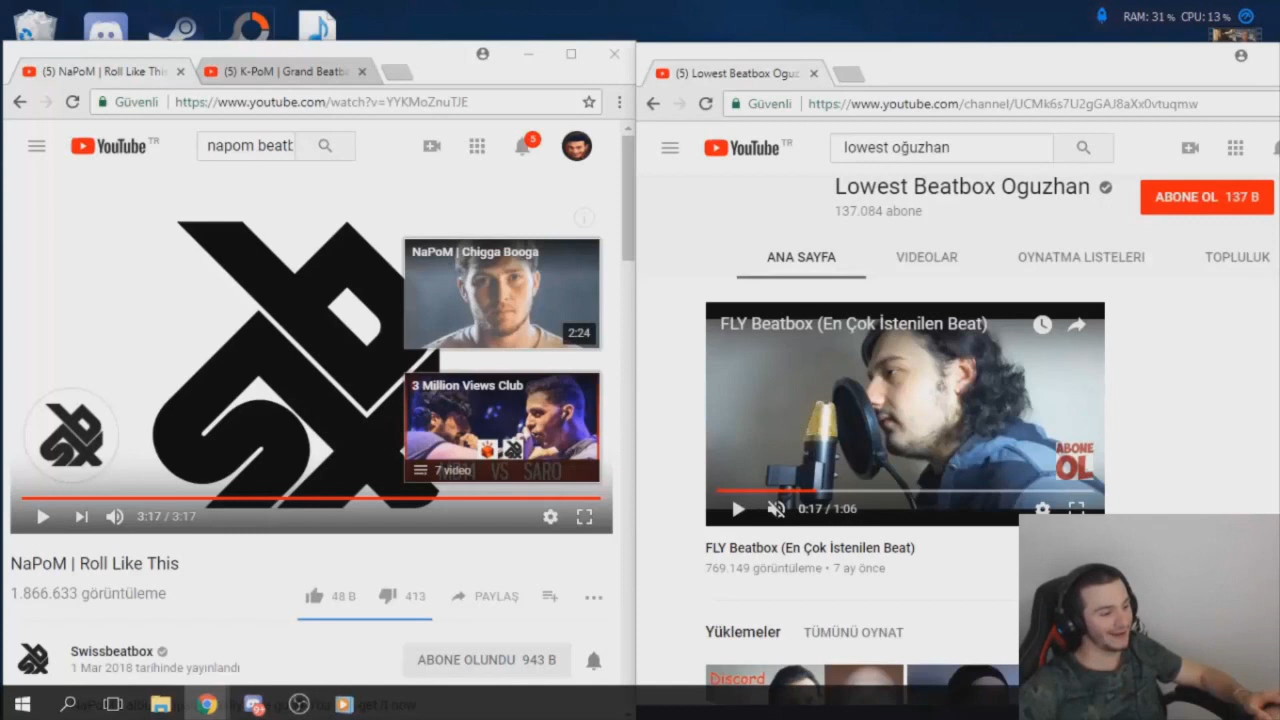 RAM: 31 % CPU: 13 %
(5) NaPoM | Roll Like This
(5) K-PoM | Grand Beatb
Güvenli
https://www.youtube.com/watch?v=YYKMoZnuTJE
YouTube TR
napom beatb
5
NaPoM | Chigga Booga
2:24
3 Million Views Club
7 video
VS SARO
3:17 / 3:17
NaPoM | Roll Like This
1.866.633 görüntüleme
48 B
413
PAYLAŞ
Swissbeatbox
1 Mar 2018 tarihinde yayınlandı
ABONE OLUNDU 943 B
(5) Lowest Beatbox Oguz
Güvenli
https://www.youtube.com/channel/UCMk6s7U2gGAJ8aXx0vtuqmw
YouTube TR
lowest oğuzhan
Lowest Beatbox Oguzhan
137.084 abone
ABONE OL 137 B
ANA SAYFA
VIDEOLAR
OYNATMA LISTELERI
TOPLULUK
FLY Beatbox (En Çok İstenilen Beat)
ABONE
OL
0:17 / 1:06
FLY Beatbox (En Çok İstenilen Beat)
769.149 görüntüleme • 7 ay önce
Yüklemeler
TÜMÜNÜ OYNAT
Discord